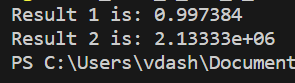 Result 1 is: 0.997384
Result 2 is: 2.13333e+06
PS C:\Users\vdash\Document